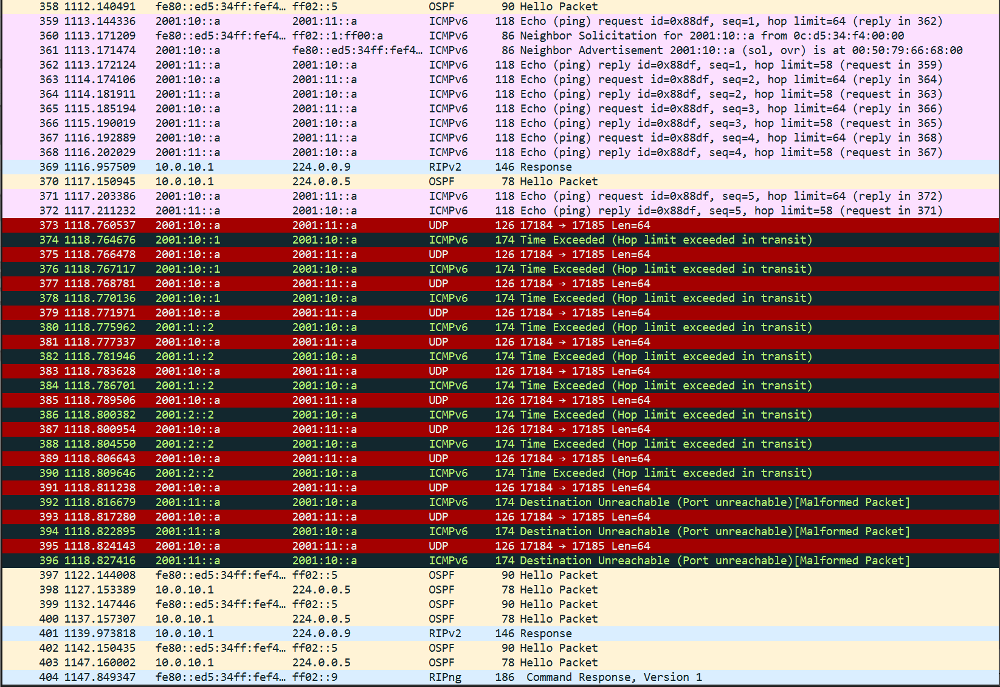 358 1112.140491 fe80::ed5:34ff:fef4… ff02::5 OSPF 90 Hello Packet
359 1113.144336 2001:10::a 2001:11::a ICMPv6 118 Echo (ping) request id=0x88df, seq=1, hop limit=64 (reply in 362)
360 1113.171209 fe80::ed5:34ff:fef4… ff02::1:ff00:a ICMPv6 86 Neighbor Solicitation for 2001:10::a from 0c:d5:34:f4:00:00
361 1113.171474 2001:10::a fe80::ed5:34ff:fef4… ICMPv6 86 Neighbor Advertisement 2001:10::a (sol, ovr) is at 00:50:79:66:68:00
362 1113.172124 2001:11::a 2001:10::a ICMPv6 118 Echo (ping) reply id=0x88df, seq=1, hop limit=58 (request in 359)
363 1114.174106 2001:10::a 2001:11::a ICMPv6 118 Echo (ping) request id=0x88df, seq=2, hop limit=64 (reply in 364)
364 1114.181911 2001:11::a 2001:10::a ICMPv6 118 Echo (ping) reply id=0x88df, seq=2, hop limit=58 (request in 363)
365 1115.185194 2001:10::a 2001:11::a ICMPv6 118 Echo (ping) request id=0x88df, seq=3, hop limit=64 (reply in 366)
366 1115.190019 2001:11::a 2001:10::a ICMPv6 118 Echo (ping) reply id=0x88df, seq=3, hop limit=58 (request in 365)
367 1116.192889 2001:10::a 2001:11::a ICMPv6 118 Echo (ping) request id=0x88df, seq=4, hop limit=64 (reply in 368)
368 1116.202029 2001:11::a 2001:10::a ICMPv6 118 Echo (ping) reply id=0x88df, seq=4, hop limit=58 (request in 367)
369 1116.957509 10.0.10.1 224.0.0.9 RIPv2 146 Response
370 1117.150945 10.0.10.1 224.0.0.5 OSPF 78 Hello Packet
371 1117.203386 2001:10::a 2001:11::a ICMPv6 118 Echo (ping) request id=0x88df, seq=5, hop limit=64 (reply in 372)
372 1117.211232 2001:11::a 2001:10::a ICMPv6 118 Echo (ping) reply id=0x88df, seq=5, hop limit=58 (request in 371)
373 1118.760537 2001:10::a 2001:11::a UDP 126 17184 → 17185 Len=64
374 1118.764676 2001:10::1 2001:10::a ICMPv6 174 Time Exceeded (Hop limit exceeded in transit)
375 1118.766478 2001:10::a 2001:11::a UDP 126 17184 → 17185 Len=64
376 1118.767117 2001:10::1 2001:10::a ICMPv6 174 Time Exceeded (Hop limit exceeded in transit)
377 1118.768781 2001:10::a 2001:11::a UDP 126 17184 → 17185 Len=64
378 1118.770136 2001:10::1 2001:10::a ICMPv6 174 Time Exceeded (Hop limit exceeded in transit)
379 1118.771971 2001:10::a 2001:11::a UDP 126 17184 → 17185 Len=64
380 1118.775962 2001:1::2 2001:10::a ICMPv6 174 Time Exceeded (Hop limit exceeded in transit)
381 1118.777337 2001:10::a 2001:11::a UDP 126 17184 → 17185 Len=64
382 1118.781946 2001:1::2 2001:10::a ICMPv6 174 Time Exceeded (Hop limit exceeded in transit)
383 1118.783628 2001:10::a 2001:11::a UDP 126 17184 → 17185 Len=64
384 1118.786701 2001:1::2 2001:10::a ICMPv6 174 Time Exceeded (Hop limit exceeded in transit)
385 1118.789506 2001:10::a 2001:11::a UDP 126 17184 → 17185 Len=64
386 1118.800382 2001:2::2 2001:10::a ICMPv6 174 Time Exceeded (Hop limit exceeded in transit)
387 1118.800954 2001:10::a 2001:11::a UDP 126 17184 → 17185 Len=64
388 1118.804550 2001:2::2 2001:10::a ICMPv6 174 Time Exceeded (Hop limit exceeded in transit)
389 1118.806643 2001:10::a 2001:11::a UDP 126 17184 → 17185 Len=64
390 1118.809646 2001:2::2 2001:10::a ICMPv6 174 Time Exceeded (Hop limit exceeded in transit)
391 1118.811238 2001:10::a 2001:11::a UDP 126 17184 → 17185 Len=64
392 1118.816679 2001:11::a 2001:10::a ICMPv6 174 Destination Unreachable (Port unreachable)[Malformed Packet]
393 1118.817280 2001:10::a 2001:11::a UDP 126 17184 → 17185 Len=64
394 1118.822895 2001:11::a 2001:10::a ICMPv6 174 Destination Unreachable (Port unreachable)[Malformed Packet]
395 1118.824143 2001:10::a 2001:11::a UDP 126 17184 → 17185 Len=64
396 1118.827416 2001:11::a 2001:10::a ICMPv6 174 Destination Unreachable (Port unreachable)[Malformed Packet]
397 1122.144008 fe80::ed5:34ff:fef4… ff02::5 OSPF 90 Hello Packet
398 1127.153389 10.0.10.1 224.0.0.5 OSPF 78 Hello Packet
399 1132.147446 fe80::ed5:34ff:fef4… ff02::5 OSPF 90 Hello Packet
400 1137.157307 10.0.10.1 224.0.0.5 OSPF 78 Hello Packet
401 1139.973818 10.0.10.1 224.0.0.9 RIPv2 146 Response
402 1142.150435 fe80::ed5:34ff:fef4… ff02::5 OSPF 90 Hello Packet
403 1147.160002 10.0.10.1 224.0.0.5 OSPF 78 Hello Packet
404 1147.849347 fe80::ed5:34ff:fef4… ff02::9 RIPng 186 Command Response, Version 1